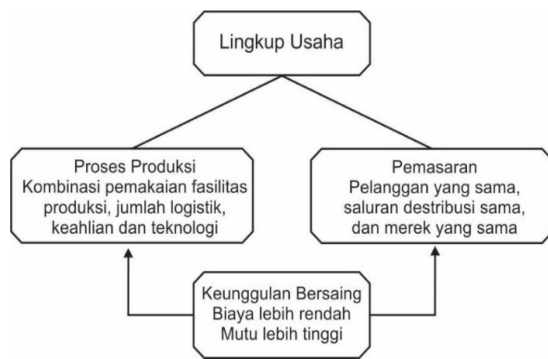 Lingkup Usaha
Proses Produksi
Kombinasi pemakaian fasilitas
produksi, jumlah logistik,
keahlian dan teknologi
Pemasaran
Pelanggan yang sama,
saluran destribusi sama,
dan merek yang sama
Keunggulan Bersaing
Biaya lebih rendah
Mutu lebih tinggi